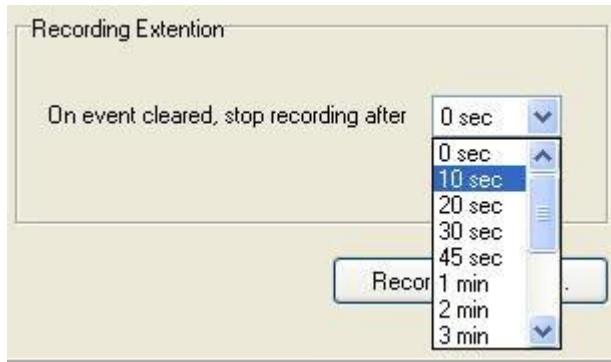 Recording Extention
On event cleared, stop recording after 0 sec
0 sec
10 sec
20 sec
30 sec
45 sec
1 min
2 min
3 min